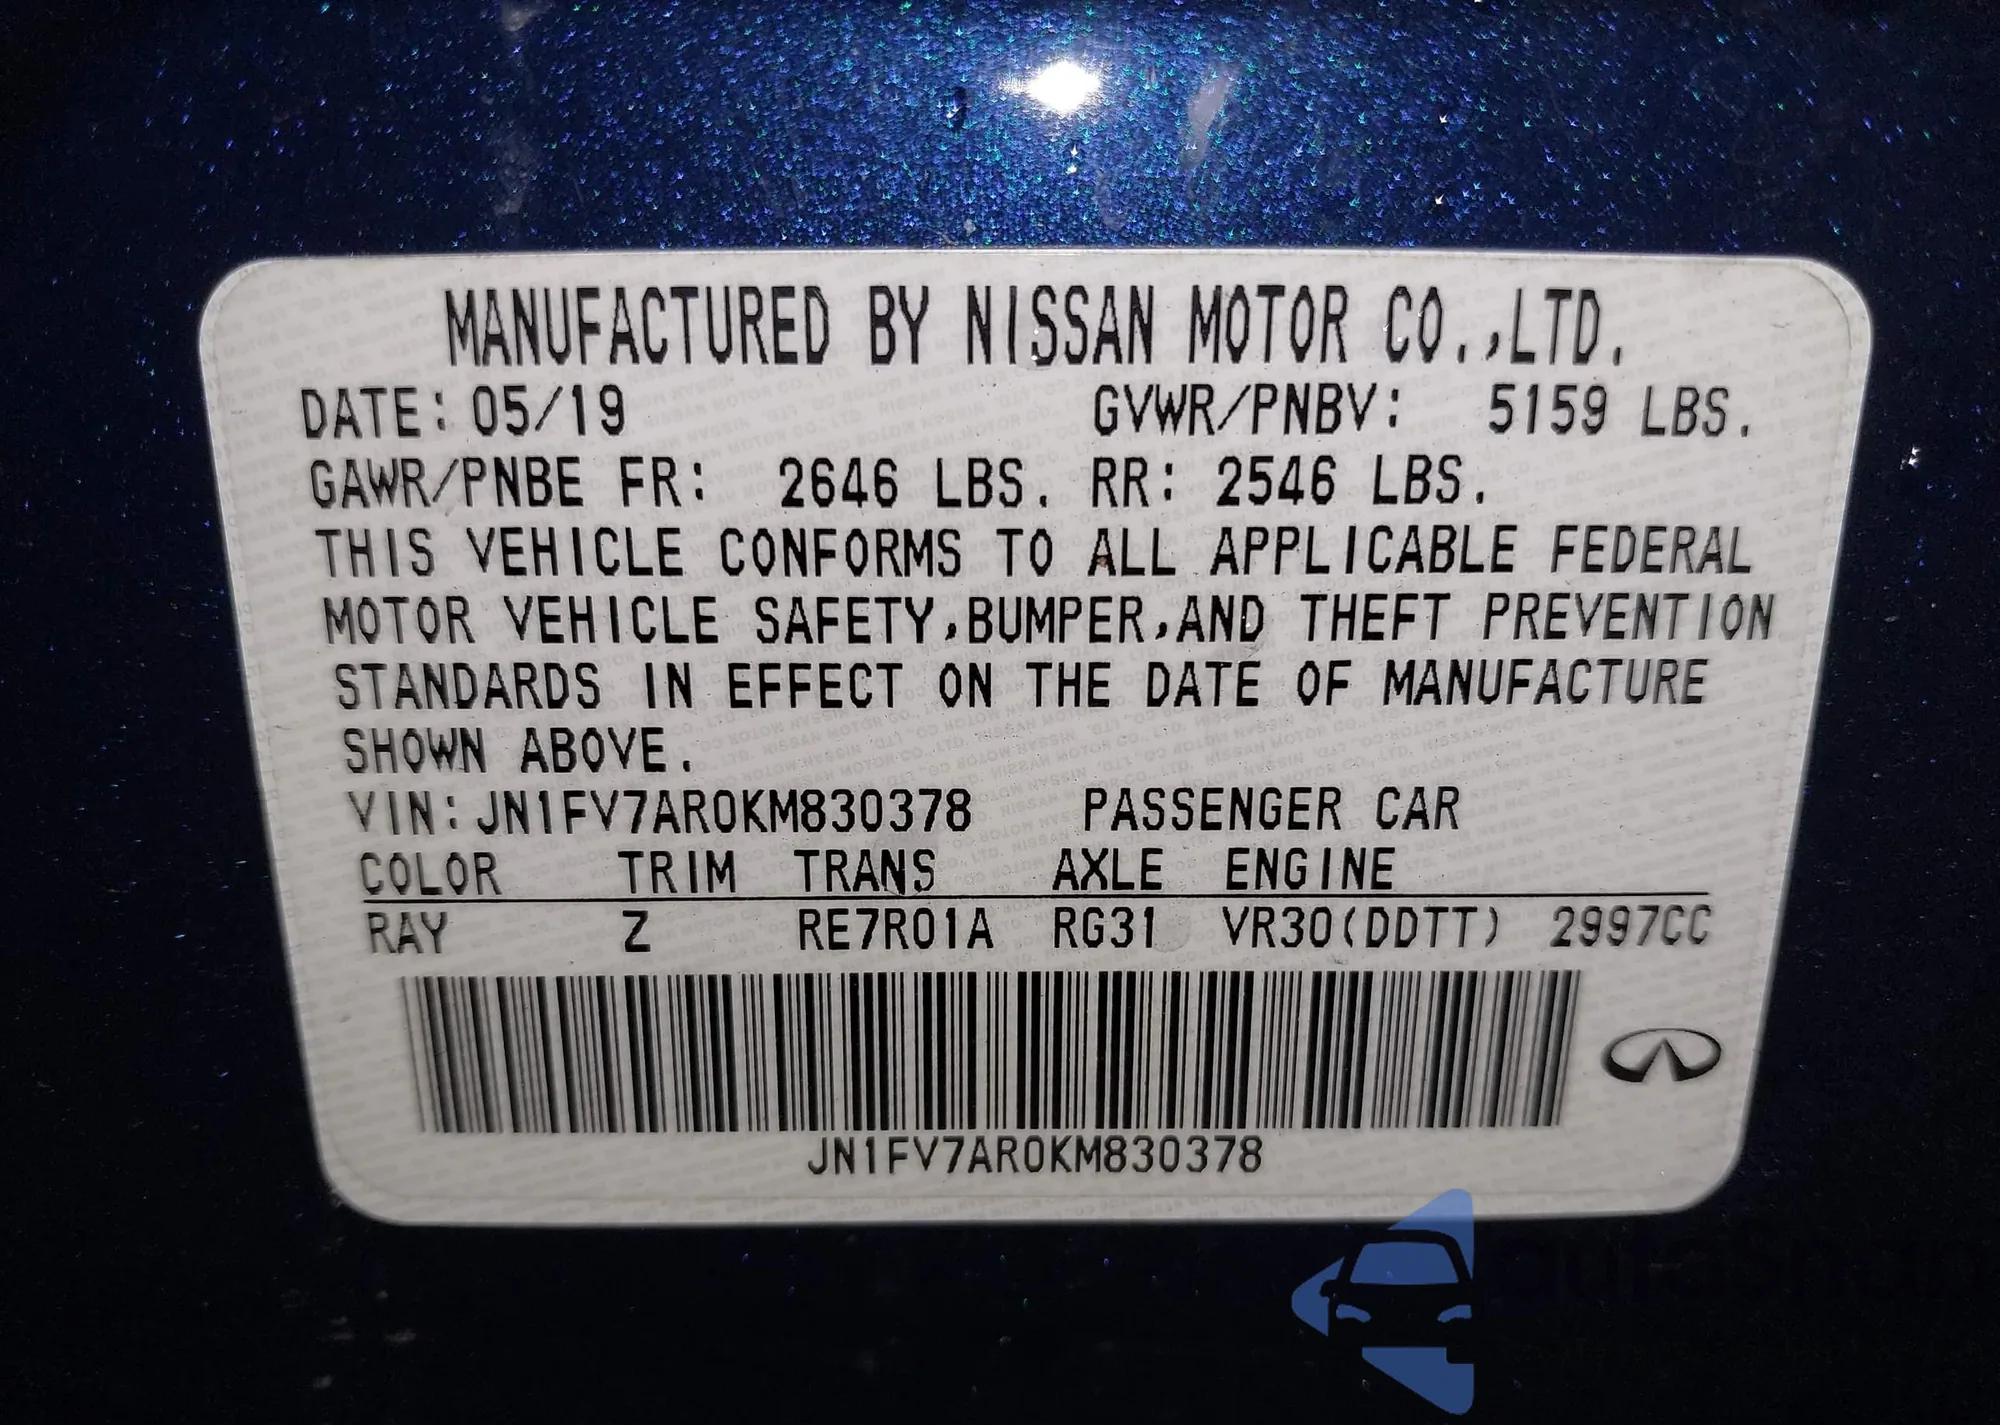 MANUFACTURED BY NISSAN MOTOR CO.,LTD.
DATE: 05/19 GVWR/PNBV: 5159 LBS.
GAWR/PNBE FR: 2646 LBS. RR: 2546 LBS.
THIS VEHICLE CONFORMS TO ALL APPLICABLE FEDERAL
MOTOR VEHICLE SAFETY,BUMPER,AND THEFT PREVENTION
STANDARDS IN EFFECT ON THE DATE OF MANUFACTURE
SHOWN ABOVE.
VIN: JN1FV7AR0KM830378 PASSENGER CAR
COLOR TRIM TRANS AXLE ENGINE
RAY Z RE7R01A RG31 VR30(DDTT) 2997CC
JN1FV7AR0KM830378